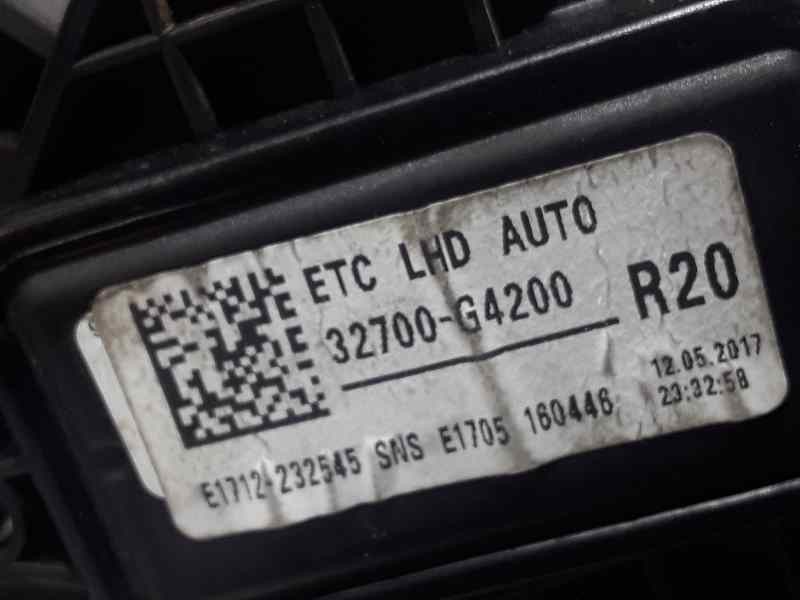 ETC LHD AUTO
32700-G4200
R20
12.05.2017
23:32:58
E1712-232545 SNS E1705 160446